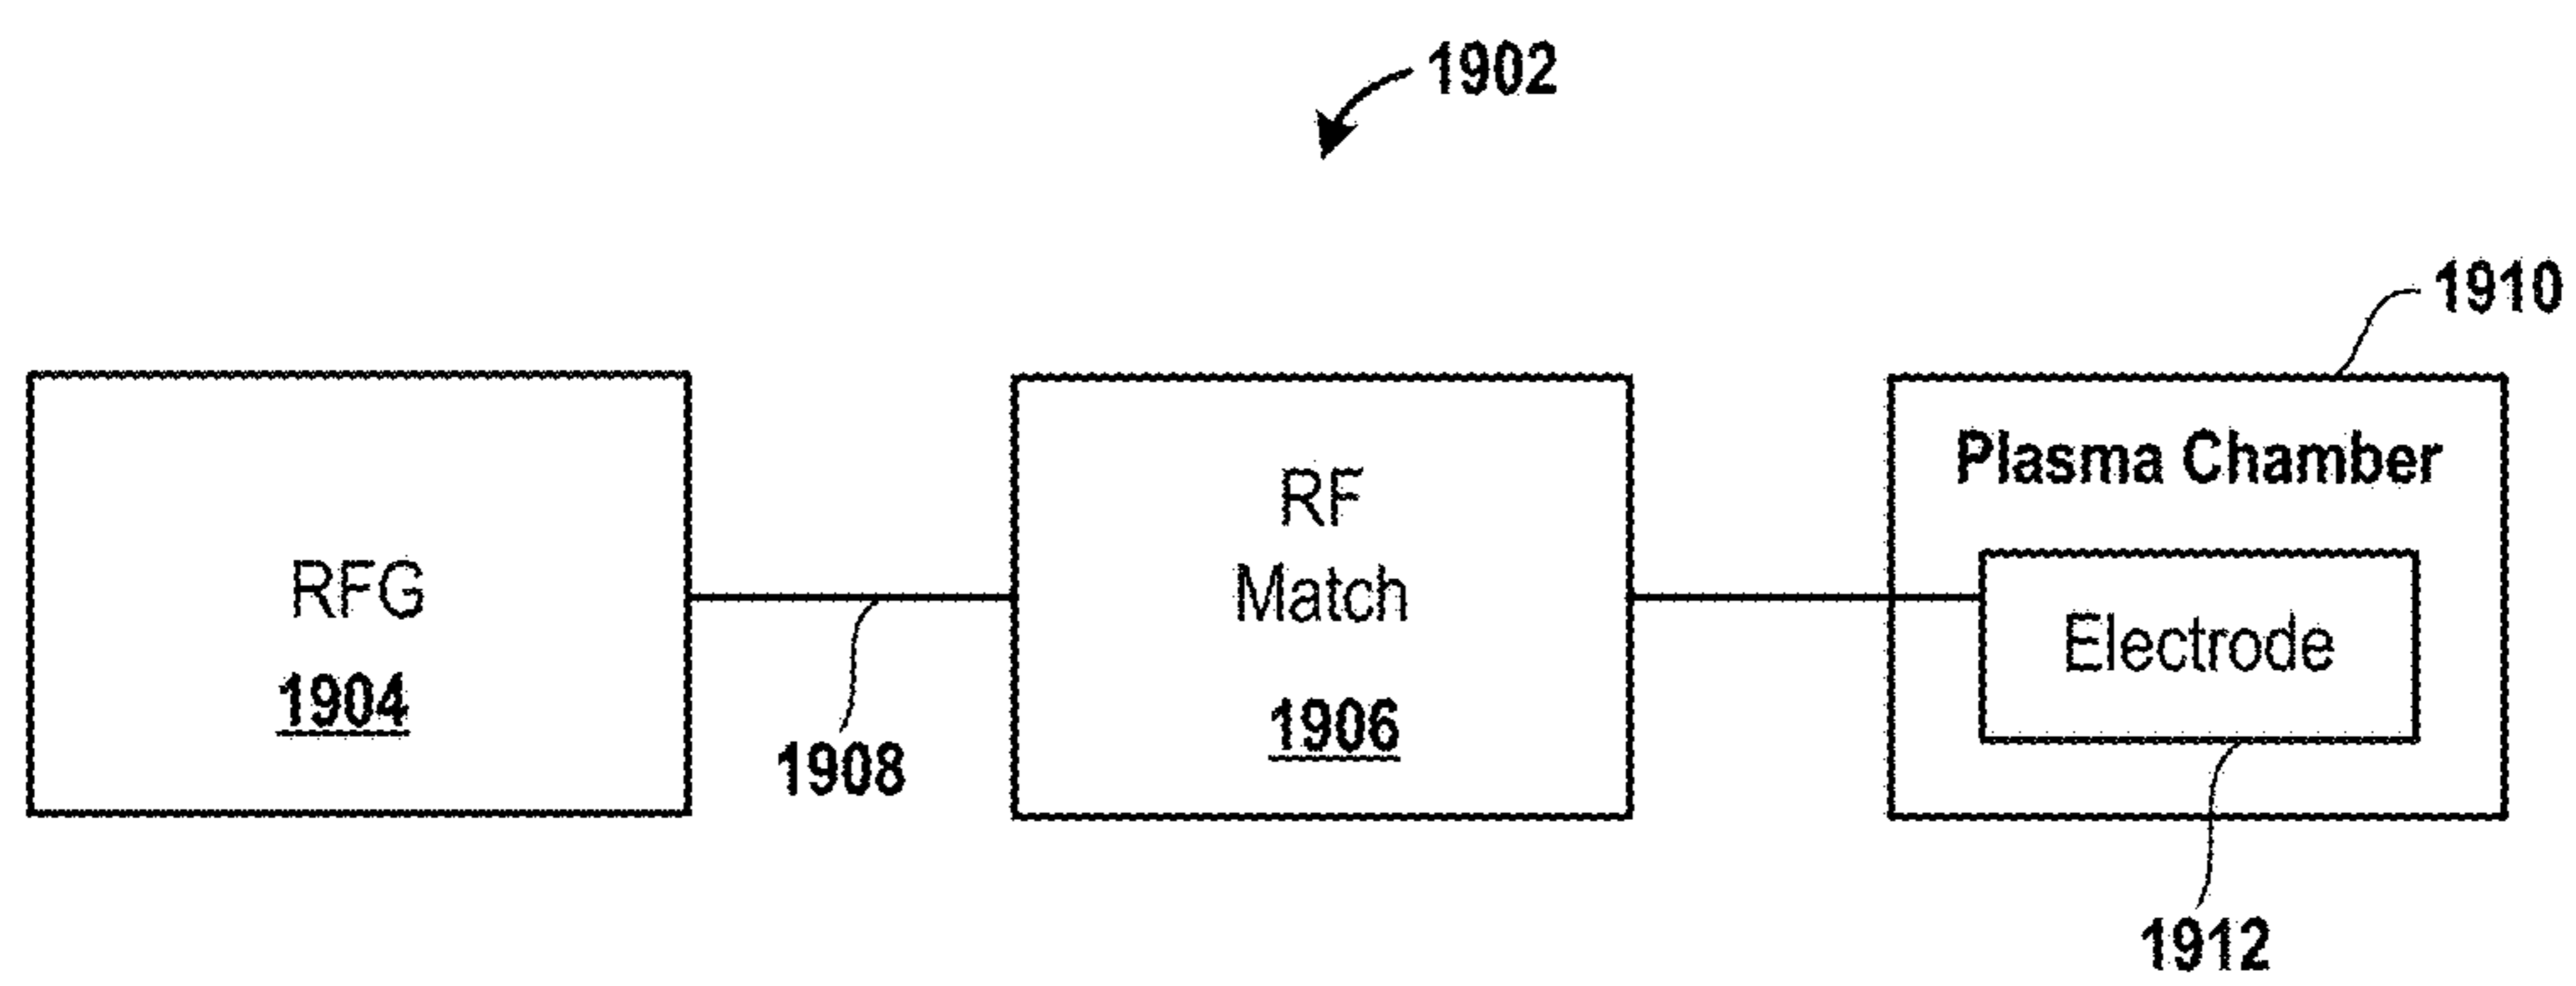 1902
1910
RFG
1904
1908
RF
Match
1906
Plasma Chamber
Electrode
1912